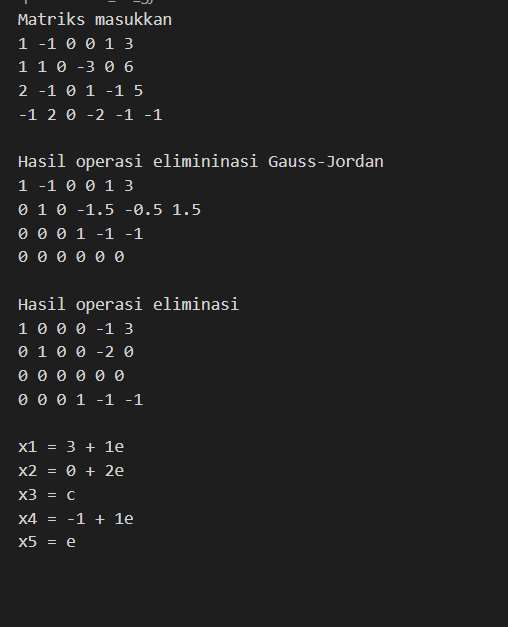 Matriks masukkan
1 -1 0 0 1 3
1 1 0 -3 0 6
2 -1 0 1 -1 5
-1 2 0 -2 -1 -1
Hasil operasi elimininasi Gauss-Jordan
1 -1 0 0 1 3
0 1 0 -1.5 -0.5 1.5
0 0 0 1 -1 -1
0 0 0 0 0 0
Hasil operasi eliminasi
1 0 0 0 -1 3
0 1 0 0 -2 0
0 0 0 0 0 0
0 0 0 1 -1 -1
x1 = 3 + 1e
x2 = 0 + 2e
x3 = c
x4 = -1 + 1e
x5 = e